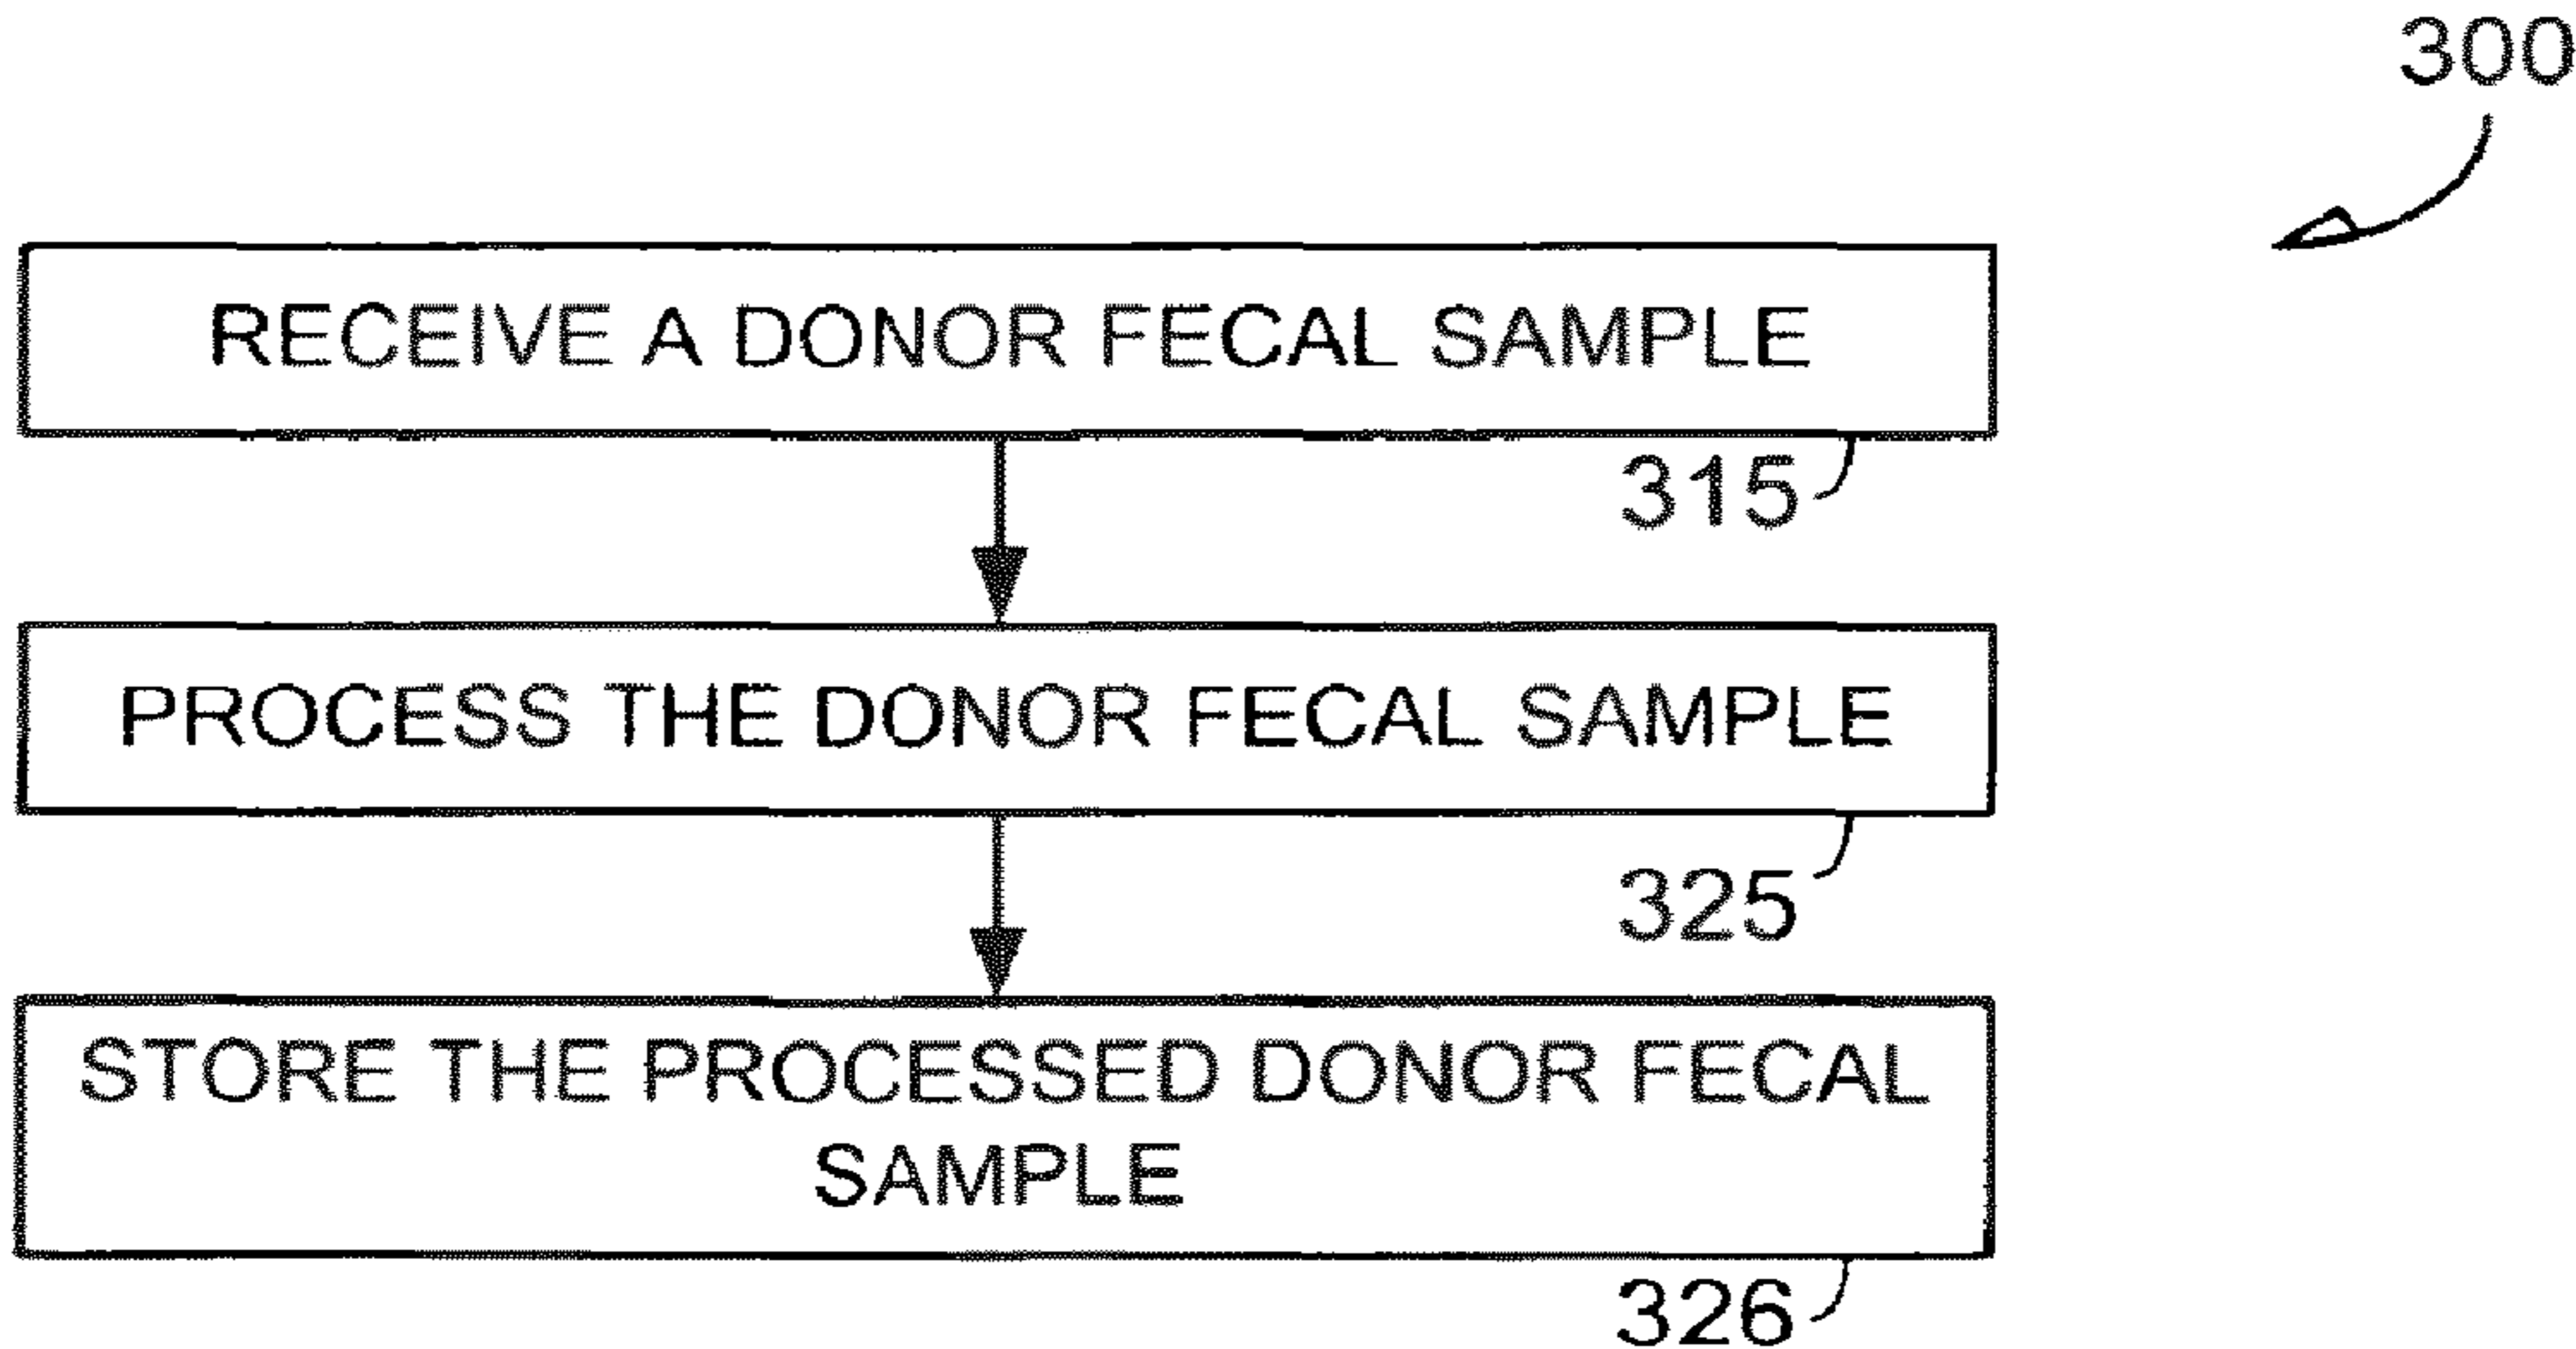 300
RECEIVE A DONOR FECAL SAMPLE
315
PROCESS THE DONOR FECAL SAMPLE
325
STORE THE PROCESSED DONOR FECAL
SAMPLE
326